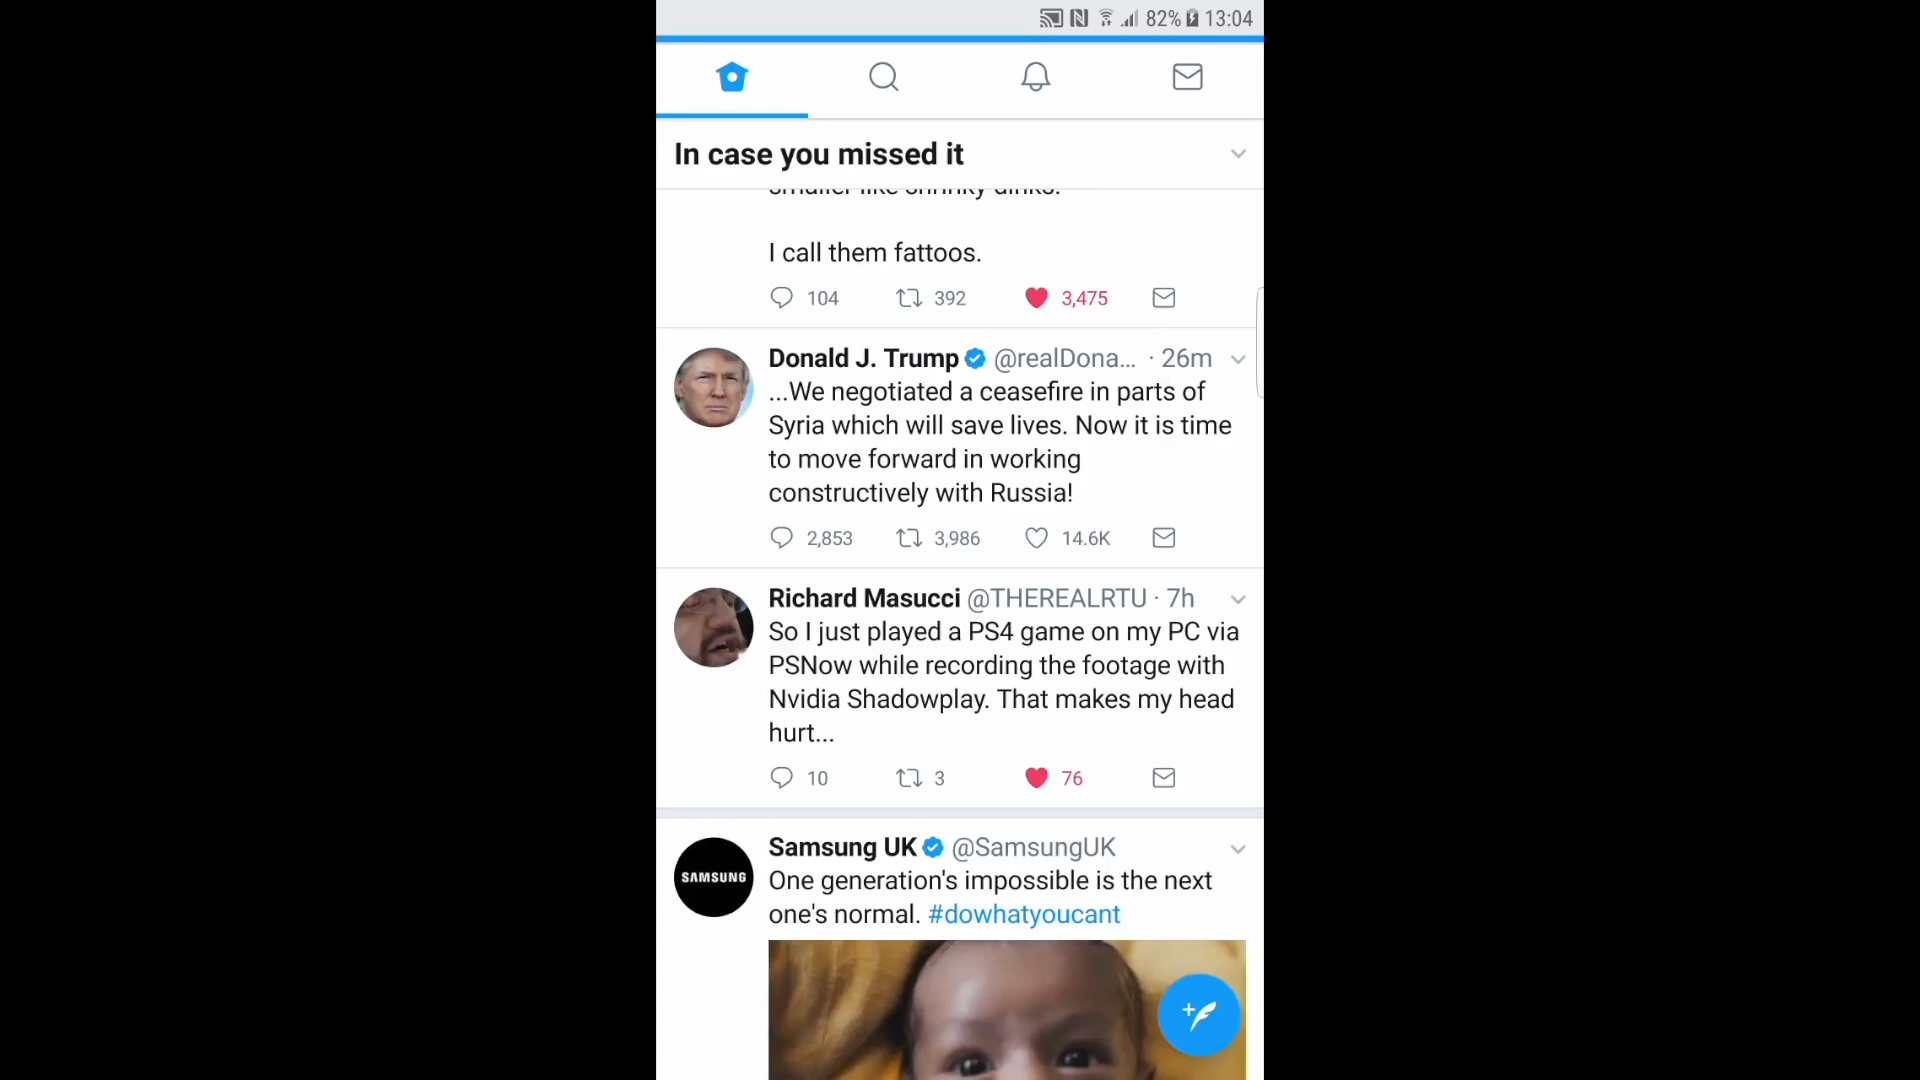 82% 13:04
In case you missed it
smaller like shrinky dinks.
I call them fattoos.
104 392 3,475
Donald J. Trump @realDona... · 26m
...We negotiated a ceasefire in parts of
Syria which will save lives. Now it is time
to move forward in working
constructively with Russia!
2,853 3,986 14.6K
Richard Masucci @THEREALRTU · 7h
So I just played a PS4 game on my PC via
PSNow while recording the footage with
Nvidia Shadowplay. That makes my head
hurt...
10 3 76
Samsung UK @SamsungUK
SAMSUNG
One generation's impossible is the next
one's normal. #dowhatyoucant